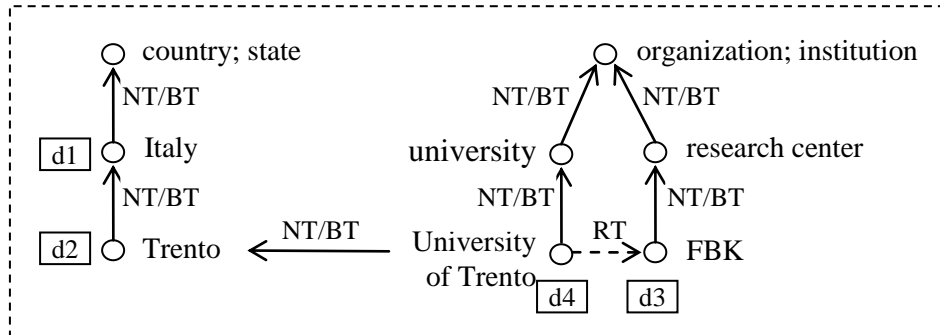 country; state
organization; institution
NT/BT
NT/BT
NT/BT
d1
Italy
university
research center
NT/BT
NT/BT
NT/BT
d2
Trento
NT/BT
University
of Trento
RT
FBK
d4
d3